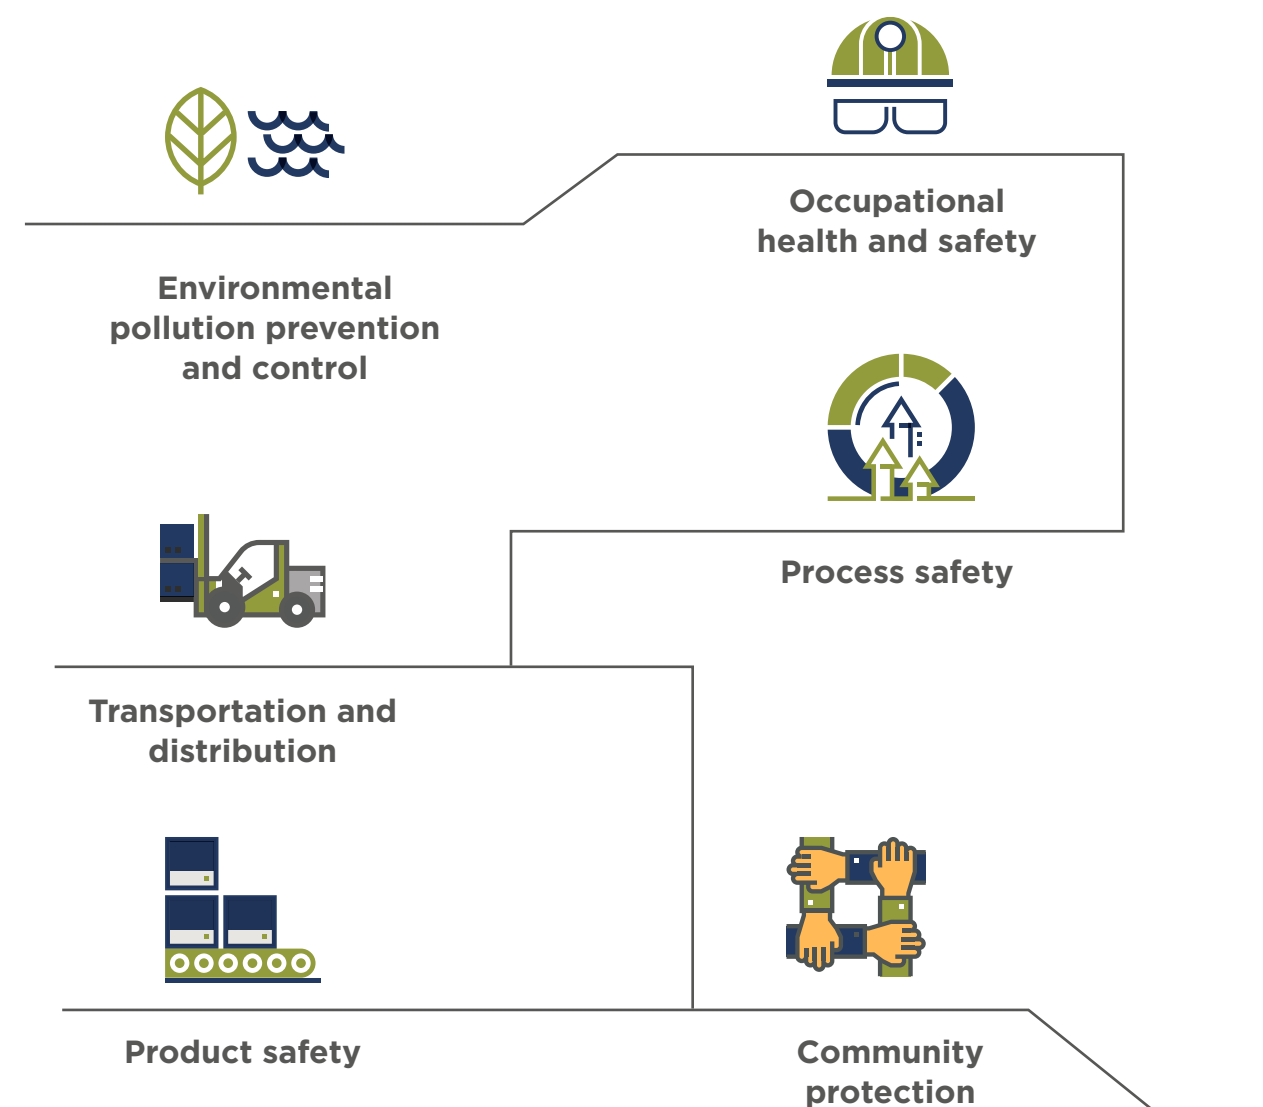 Occupational
health and safety
Environmental
pollution prevention
and control
Process safety
Transportation and
distribution
Product safety
Community
protection